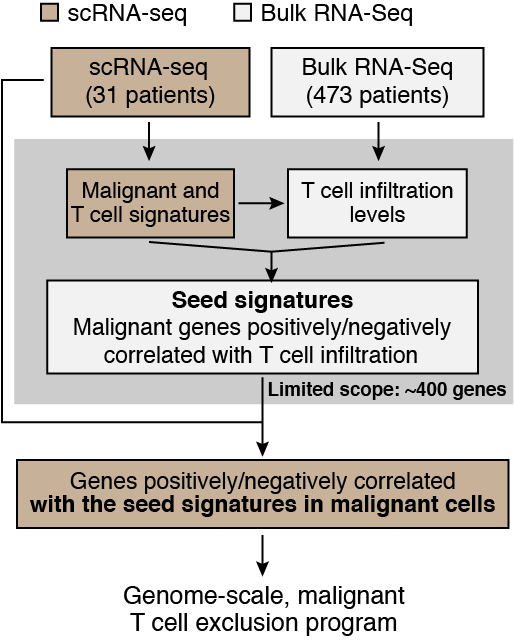 scRNA-seq
Bulk RNA-Seq
scRNA-seq
(31 patients)
Bulk RNA-Seq
(473 patients)
Malignant and
T cell signatures
T cell infiltration
levels
Seed signatures
Malignant genes positively/negatively
correlated with T cell infiltration
Limited scope: ~400 genes
Genes positively/negatively correlated
with the seed signatures in malignant cells
Genome-scale, malignant
T cell exclusion program